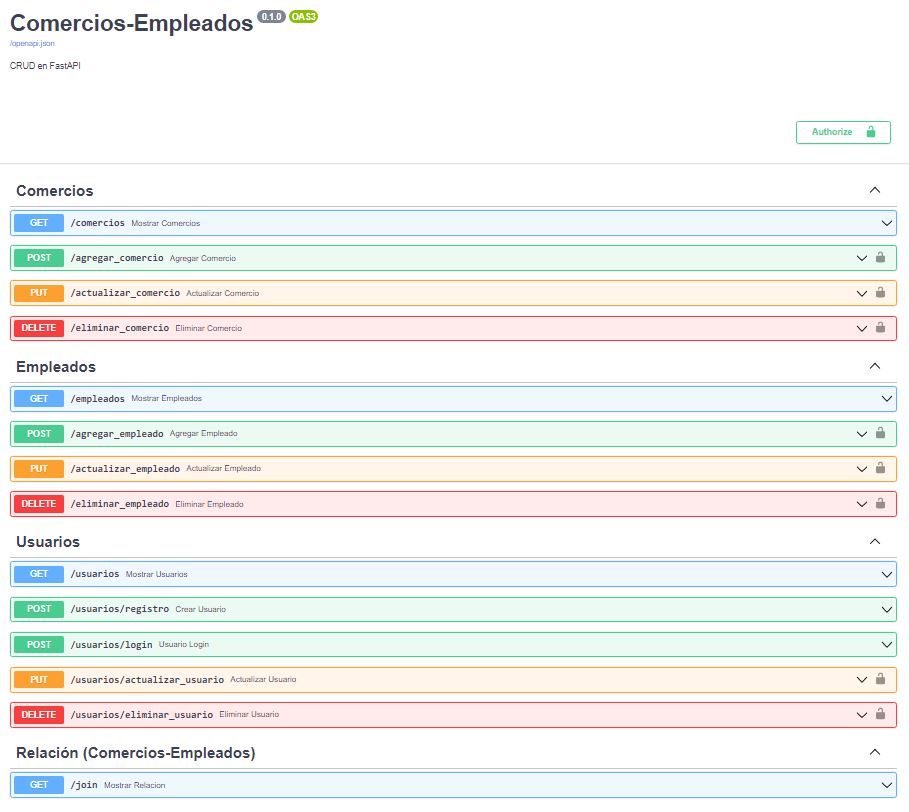 Comercios-Empleados 0.1.0 OAS3
/openapi.json
CRUD en FastAPI
Authorize
Comercios
GET /comercios Mostrar Comercios
POST /agregar_comercio Agregar Comercio
PUT /actualizar_comercio Actualizar Comercio
DELETE /eliminar_comercio Eliminar Comercio
Empleados
GET /empleados Mostrar Empleados
POST /agregar_empleado Agregar Empleado
PUT /actualizar_empleado Actualizar Empleado
DELETE /eliminar_empleado Eliminar Empleado
Usuarios
GET /usuarios Mostrar Usuarios
POST /usuarios/registro Crear Usuario
POST /usuarios/login Usuario Login
PUT /usuarios/actualizar_usuario Actualizar Usuario
DELETE /usuarios/eliminar_usuario Eliminar Usuario
Relación (Comercios-Empleados)
GET /join Mostrar Relacion